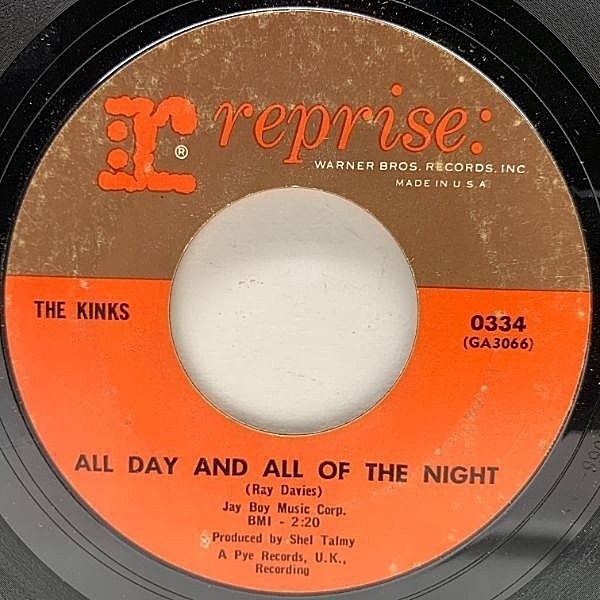 r®
reprise:
WARNER BROS. RECORDS, INC.
MADE IN U.S.A.
THE KINKS
0334
(GA3066)
ALL DAY AND ALL OF THE NIGHT
(Ray Davies)
Jay Boy Music Corp.
BMI - 2:20
Produced by Shel Talmy
A Pye Records, U.K.,
Recording